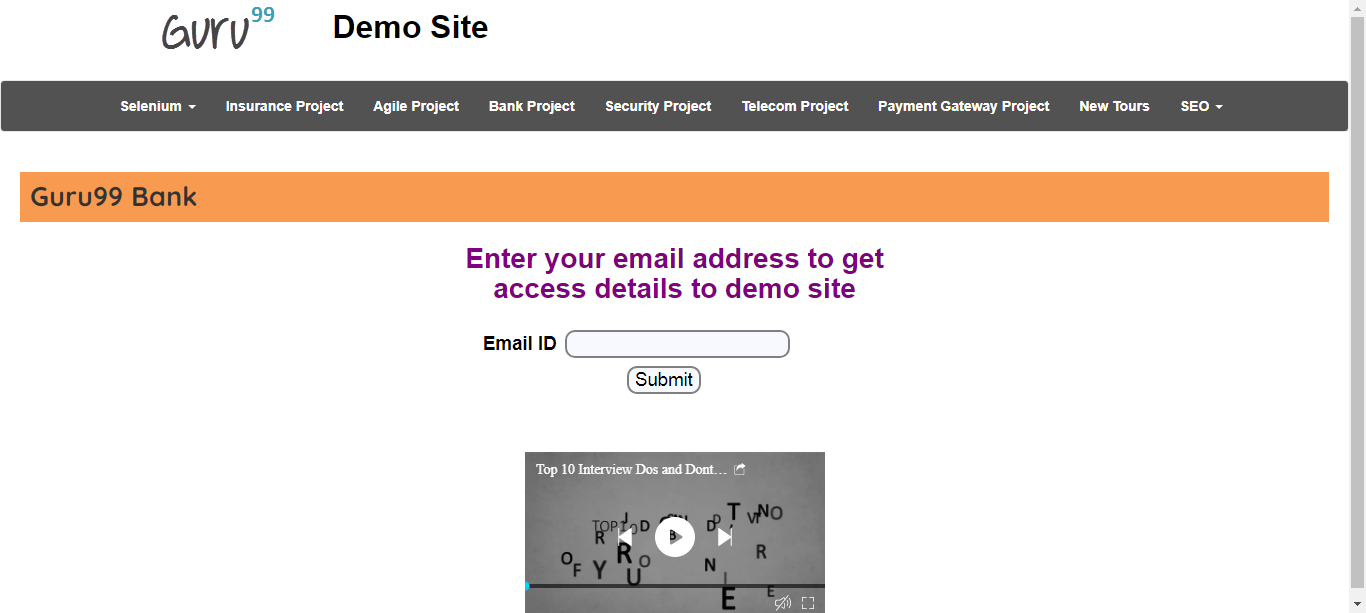 Guru99
Demo Site
Selenium Insurance Project Agile Project Bank Project Security Project Telecom Project Payment Gateway Project New Tours SEO
Guru99 Bank
Enter your email address to get
access details to demo site
Email ID
Submit
Top 10 Interview Dos and Dont…